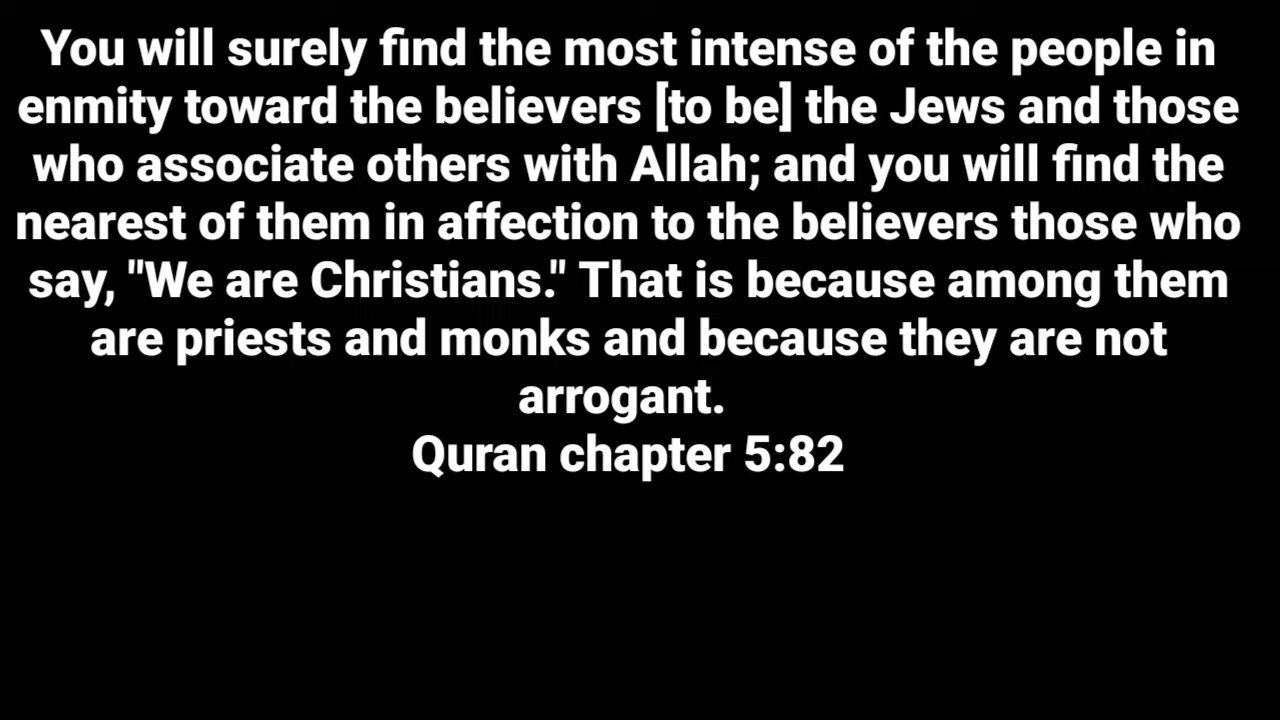 You will surely find the most intense of the people in
enmity toward the believers [to be] the Jews and those
who associate others with Allah; and you will find the
nearest of them in affection to the believers those who
say, "We are Christians." That is because among them
are priests and monks and because they are not
arrogant.
Quran chapter 5:82